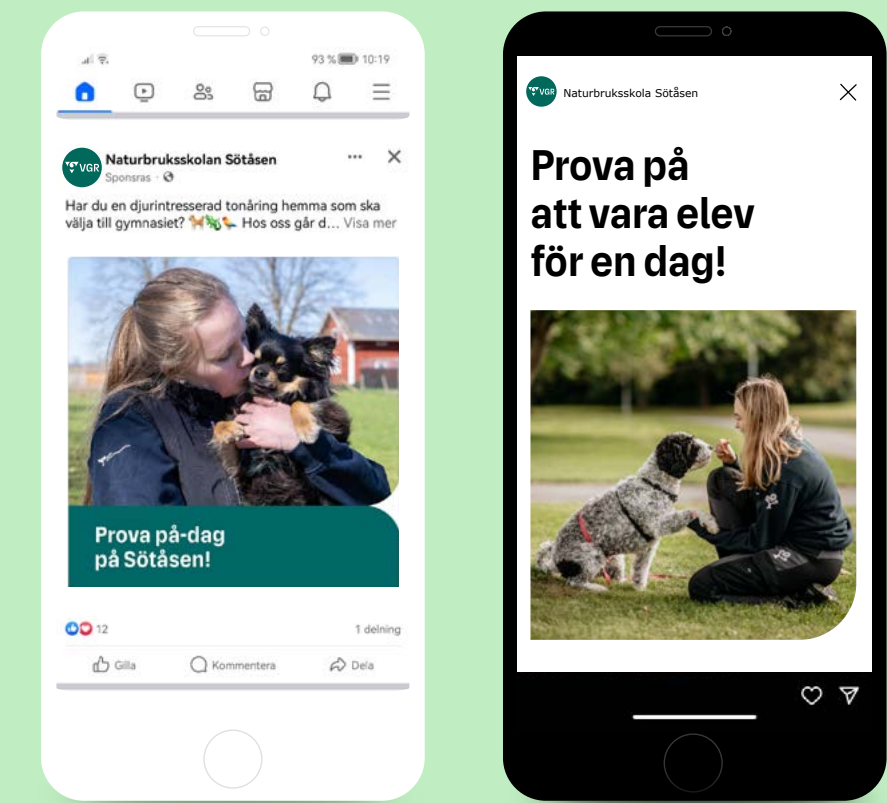 93 % 10:19
VGR
Naturbruksskolan Sötåsen
Sponsras ·
Har du en djurintresserad tonåring hemma som ska
välja till gymnasiet? 🐕🦎🦜 Hos oss går d... Visa mer
Prova på-dag
på Sötåsen!
12
1 delning
Gilla
Kommentera
Dela
VGR
Naturbruksskola Sötåsen
Prova på
att vara elev
för en dag!